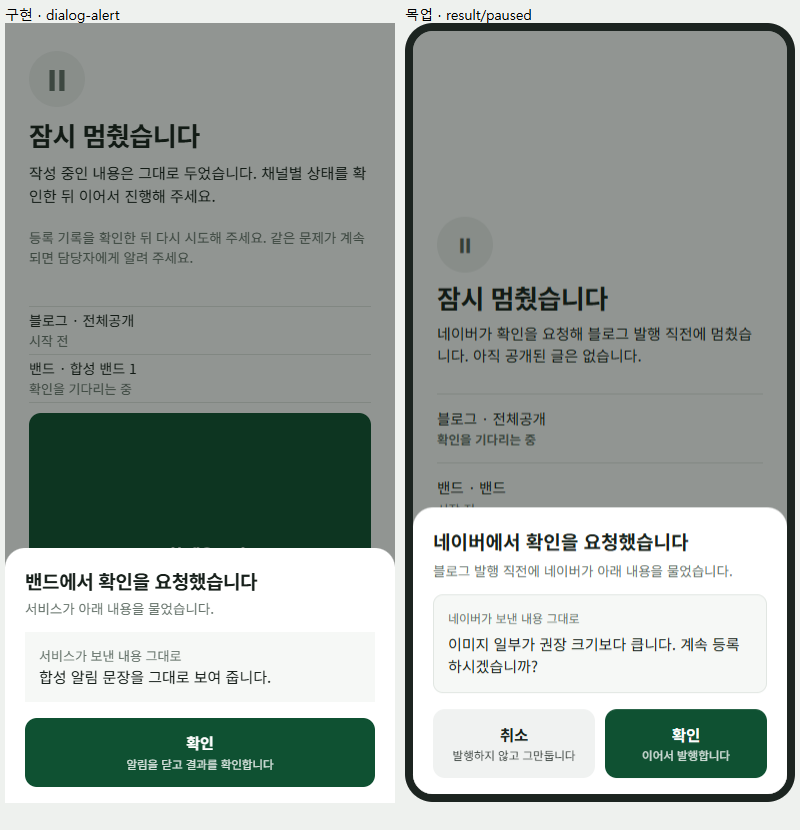 구현 · dialog-alert
잠시 멈췄습니다
작성 중인 내용은 그대로 두었습니다. 채널별 상태를 확
인한 뒤 이어서 진행해 주세요.
등록 기록을 확인한 뒤 다시 시도해 주세요. 같은 문제가 계속
되면 담당자에게 알려 주세요.
블로그 · 전체공개
시작 전
밴드 · 합성 밴드 1
확인을 기다리는 중
밴드에서 확인을 요청했습니다
서비스가 아래 내용을 물었습니다.
서비스가 보낸 내용 그대로
합성 알림 문장을 그대로 보여 줍니다.
확인
알림을 닫고 결과를 확인합니다
목업 · result/paused
잠시 멈췄습니다
네이버가 확인을 요청해 블로그 발행 직전에 멈췄습
니다. 아직 공개된 글은 없습니다.
블로그 · 전체공개
확인을 기다리는 중
밴드 · 밴드
네이버에서 확인을 요청했습니다
블로그 발행 직전에 네이버가 아래 내용을 물었습니다.
네이버가 보낸 내용 그대로
이미지 일부가 권장 크기보다 큽니다. 계속 등록
하시겠습니까?
취소
발행하지 않고 그만둡니다
확인
이어서 발행합니다